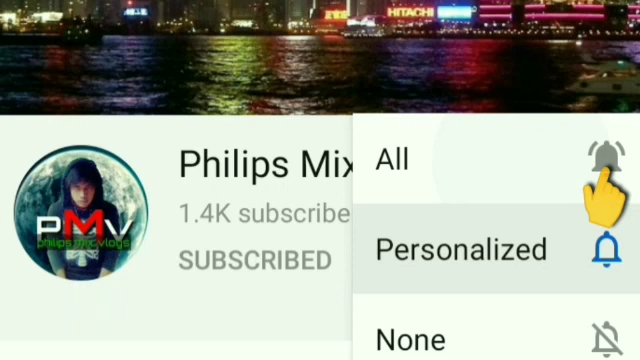 HITACHI
Philips Mix
1.4K subscribe
SUBSCRIBED
PMV
philips mix vlogs
All
Personalized
None